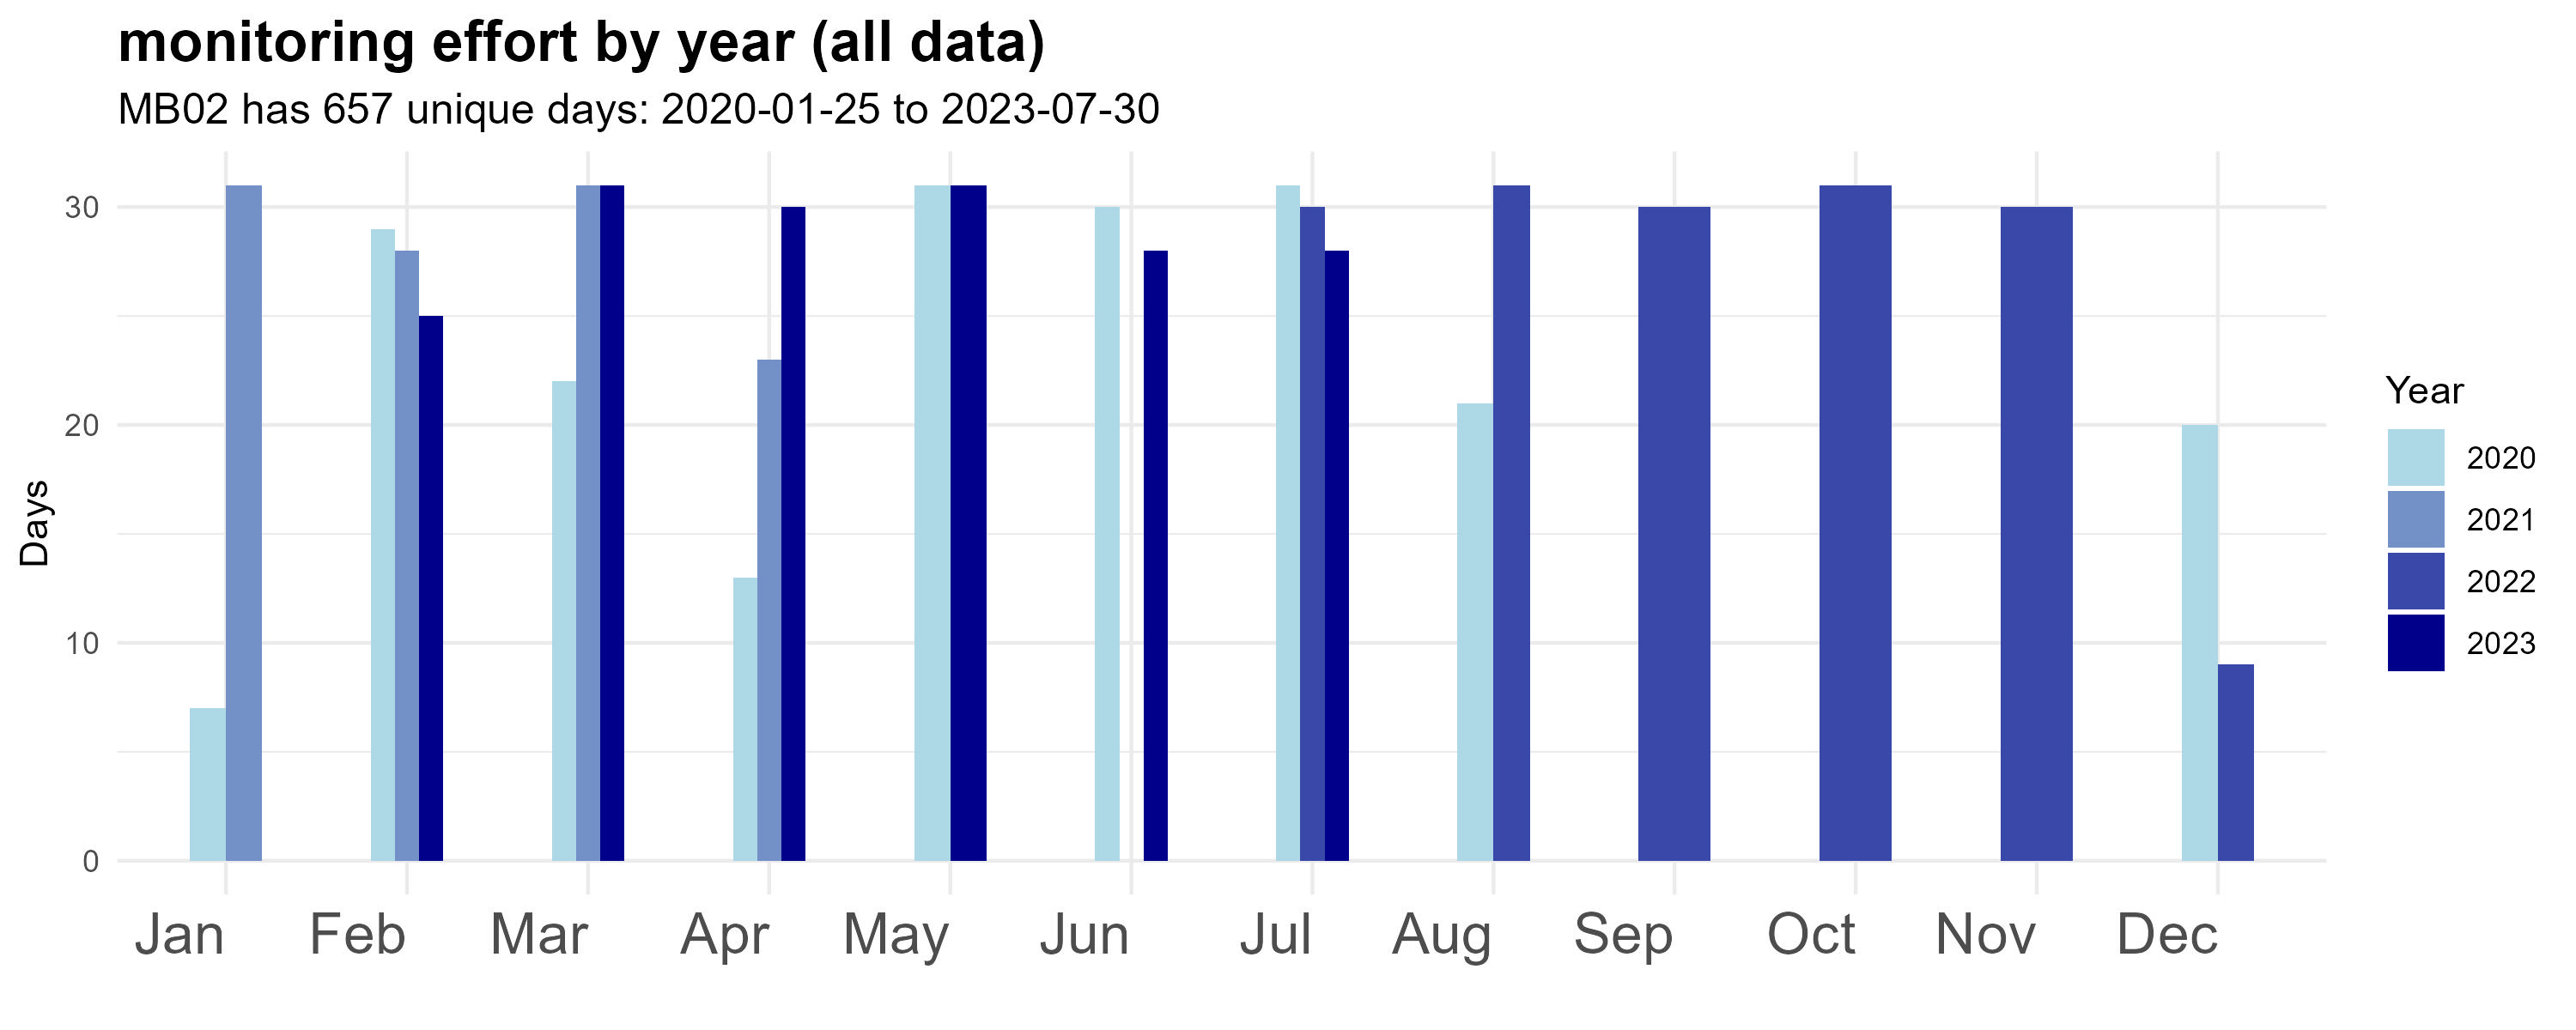 monitoring effort by year (all data)
MB02 has 657 unique days: 2020-01-25 to 2023-07-30
30
20
10
0
Days
Jan Feb Mar Apr May Jun Jul Aug Sep Oct Nov Dec
Year
2020
2021
2022
2023